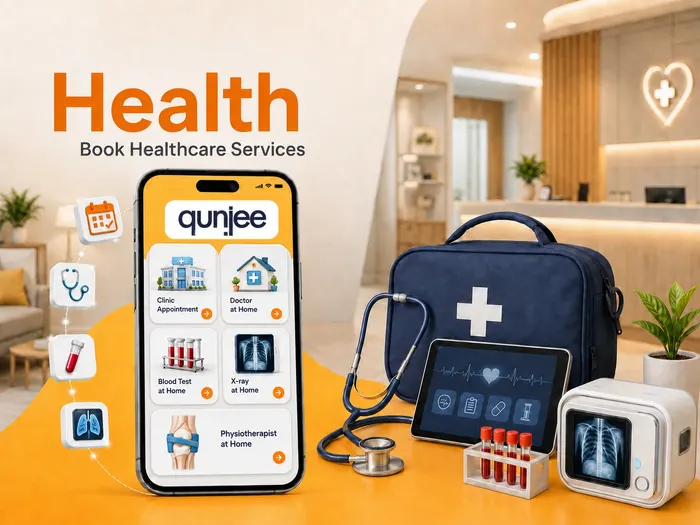 Health
Book Healthcare Services
qunjee
Clinic
Appointment
Doctor
at Home
Blood Test
at Home
X-ray
at Home
Physiotherapist
at Home